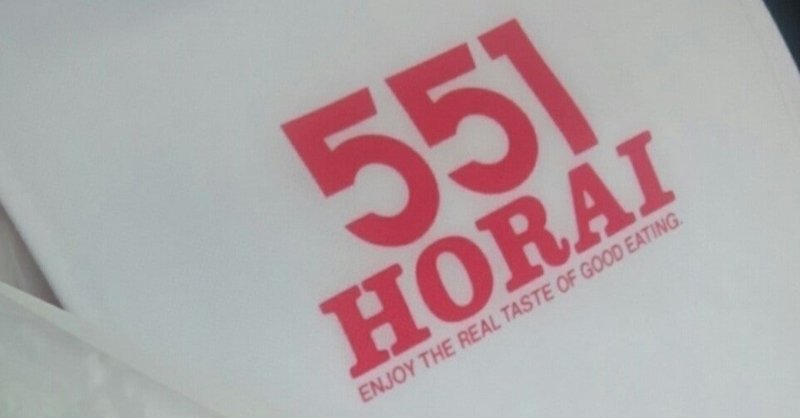 551
HORAI
ENJOY THE REAL TASTE OF GOOD EATING.